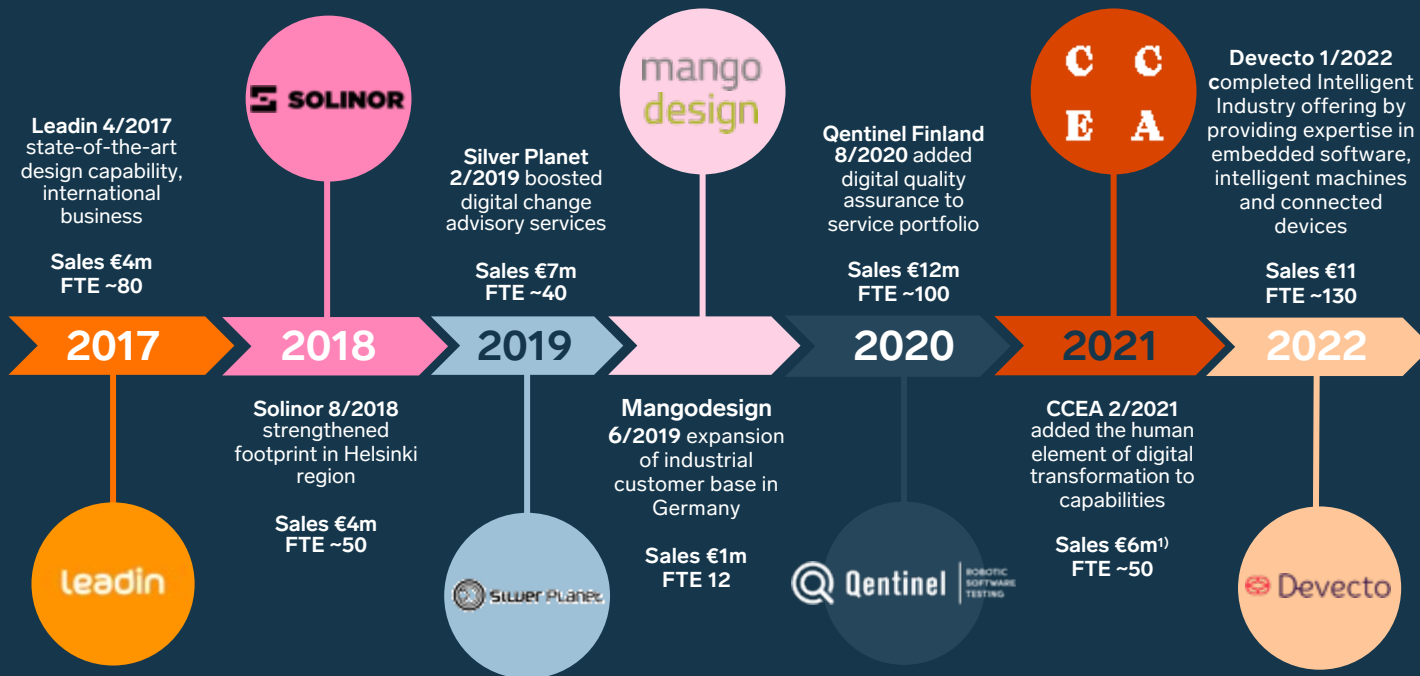 Leadin 4/2017
state-of-the-art
design capability,
international
business
Sales €4m
FTE ~80
SOLINOR
Silver Planet
2/2019 boosted
digital change
advisory services
Sales €7m
FTE ~40
mango
design
Qentinel Finland
8/2020 added
digital quality
assurance to
service portfolio
Sales €12m
FTE ~100
C C
E A
Devecto 1/2022
completed Intelligent
Industry offering by
providing expertise in
embedded software,
intelligent machines
and connected
devices
Sales €11
FTE ~130
2017
2018
2019
2020
2021
2022
leadin
Solinor 8/2018
strengthened
footprint in Helsinki
region
Sales €4m
FTE ~50
SILVER PLANET
Mangodesign
6/2019 expansion
of industrial
customer base in
Germany
Sales €1m
FTE 12
Qentinel
ROBOTIC
SOFTWARE
TESTING
CCEA 2/2021
added the human
element of digital
transformation to
capabilities
Sales €6m¹⁾
FTE ~50
Devecto